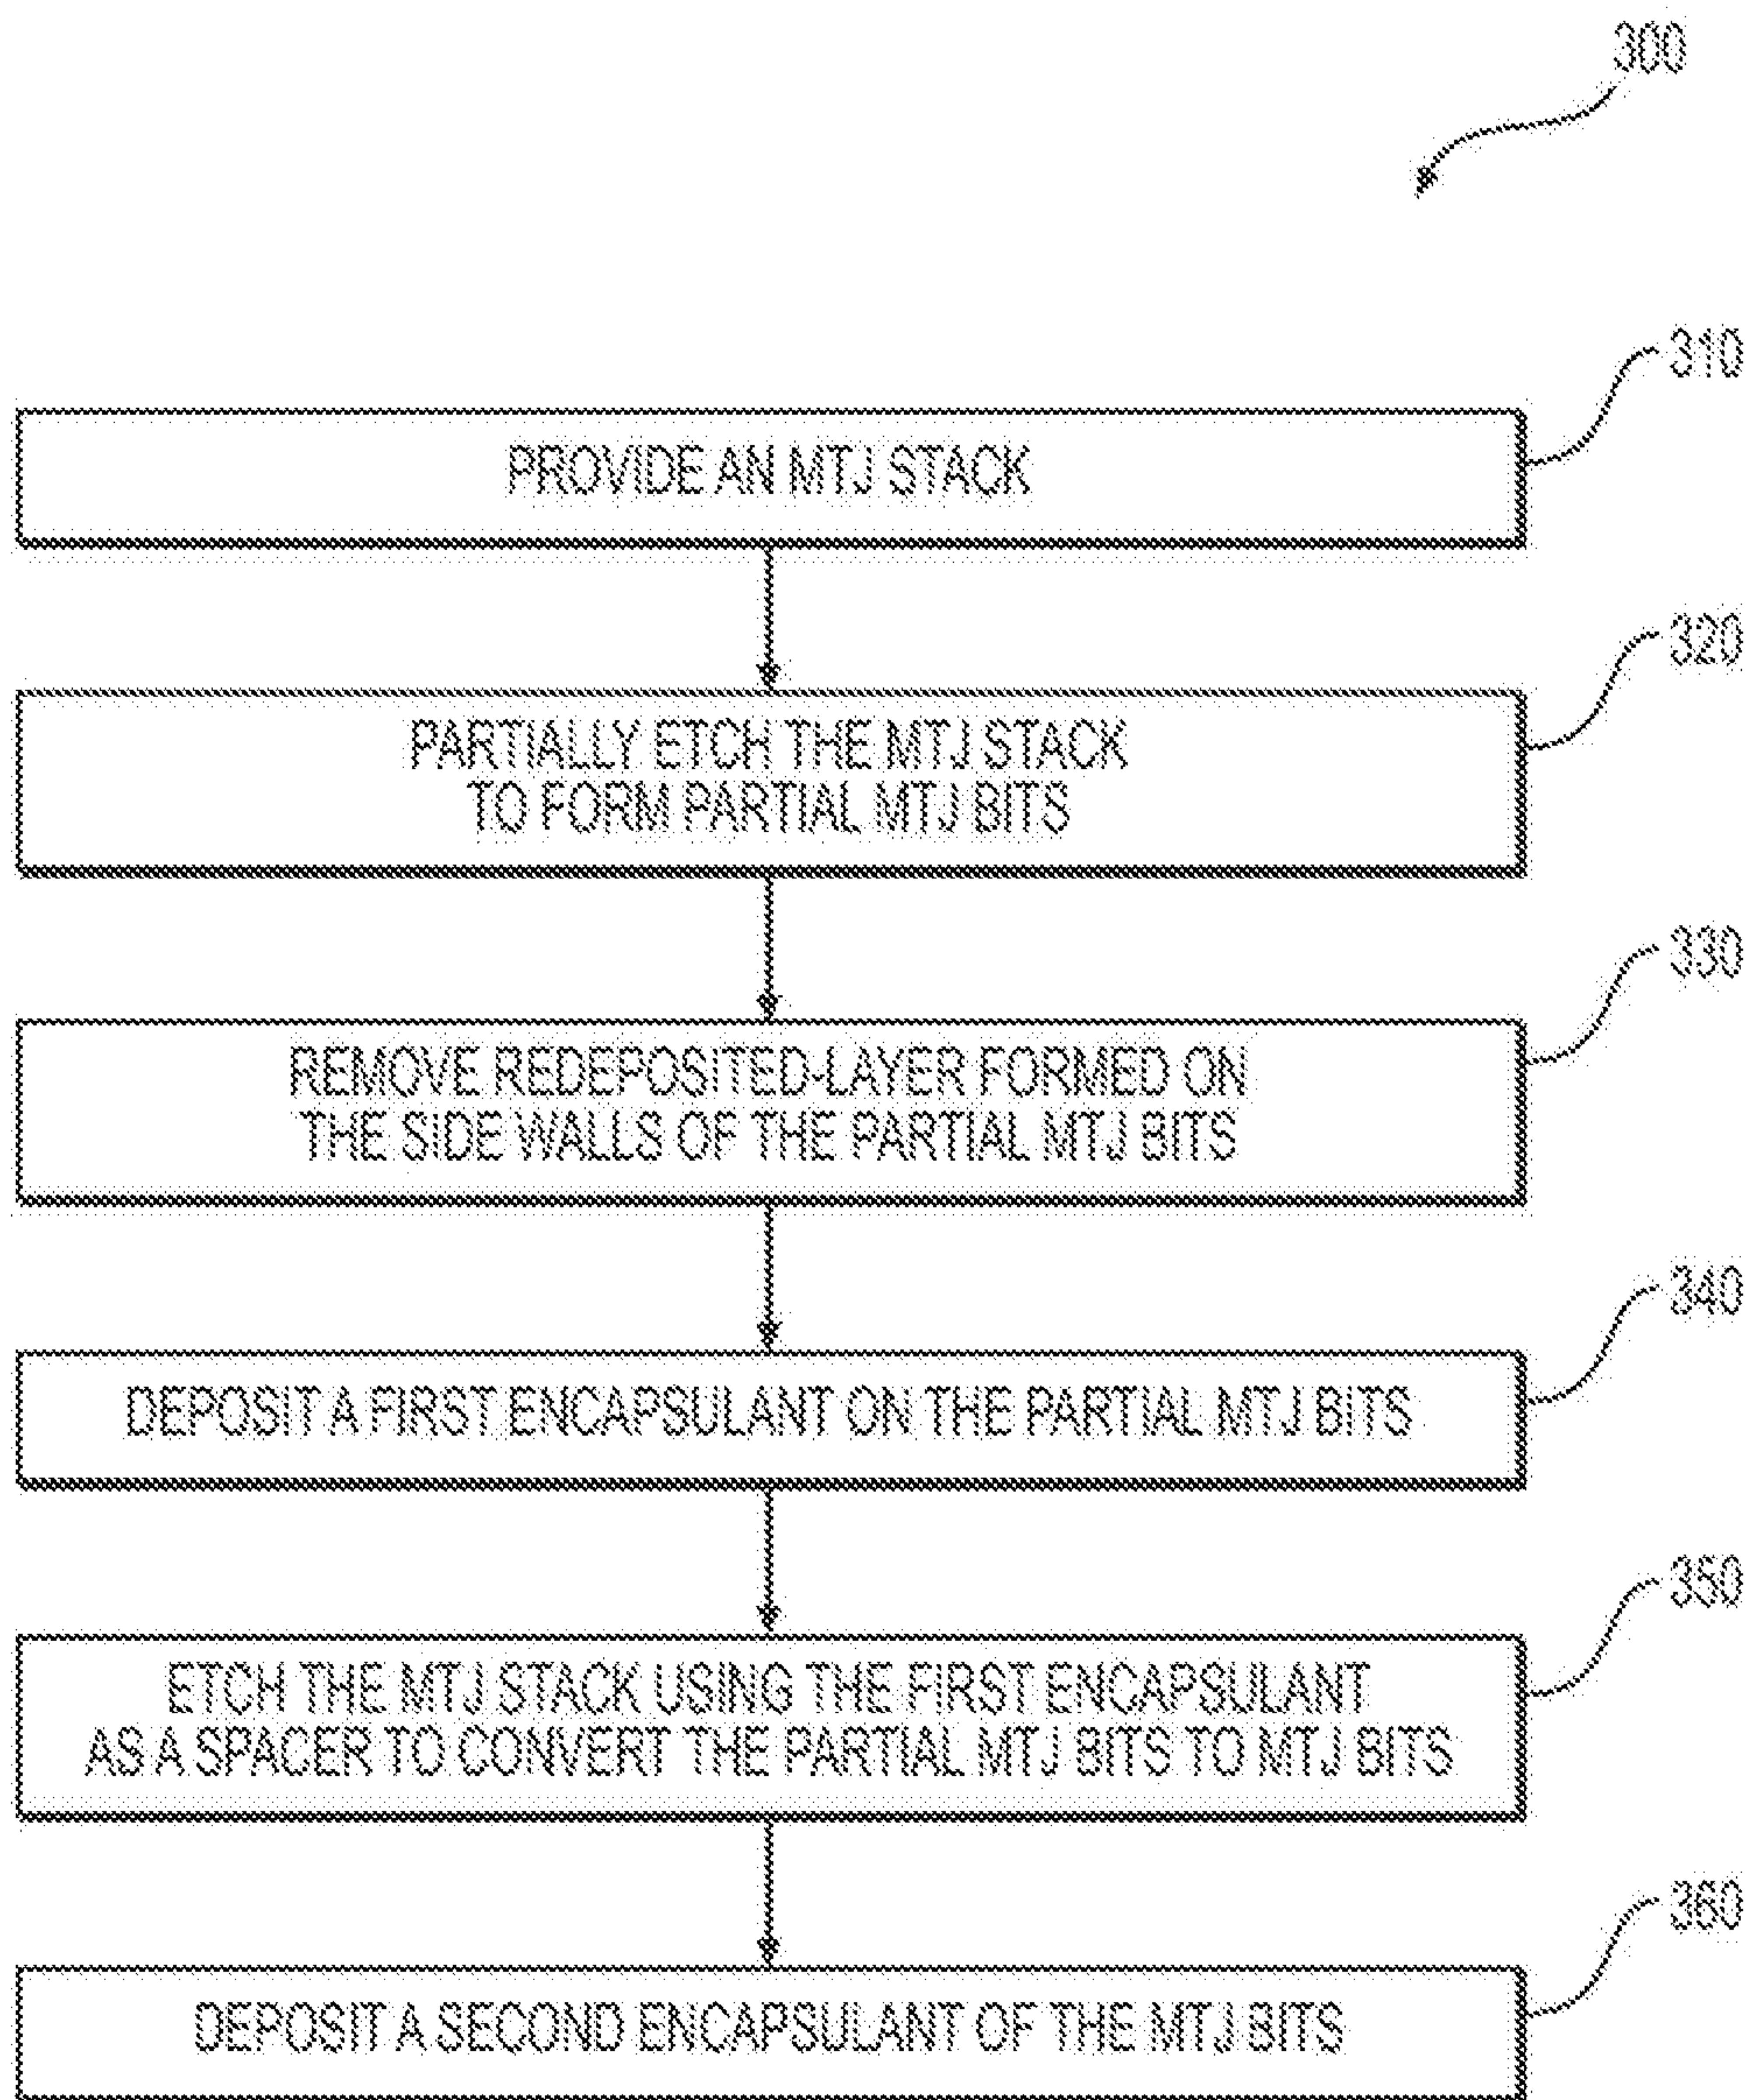 300
310
PROVIDE AN MTJ STACK
320
PARTIALLY ETCH THE MTJ STACK
TO FORM PARTIAL MTJ BITS
330
REMOVE REDEPOSITED-LAYER FORMED ON
THE SIDE WALLS OF THE PARTIAL MTJ BITS
340
DEPOSIT A FIRST ENCAPSULANT ON THE PARTIAL MTJ BITS
350
ETCH THE MTJ STACK USING THE FIRST ENCAPSULANT
AS A SPACER TO CONVERT THE PARTIAL MTJ BITS TO MTJ BITS
360
DEPOSIT A SECOND ENCAPSULANT OF THE MTJ BITS